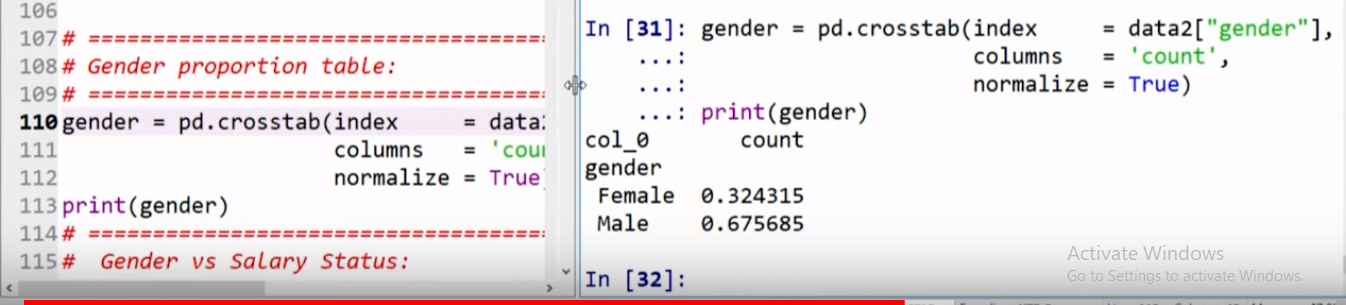 106
107 # ==========================================
108 # Gender proportion table:
109 # ==========================================
110 gender = pd.crosstab(index = data2
111 columns = 'cou
112 normalize = True
113 print(gender)
114 # ==========================================
115 # Gender vs Salary Status:
In [31]: gender = pd.crosstab(index = data2["gender"],
...: columns = 'count',
...: normalize = True)
...: print(gender)
col_0 count
gender
Female 0.324315
Male 0.675685
In [32]:
Activate Windows
Go to Settings to activate Windows.